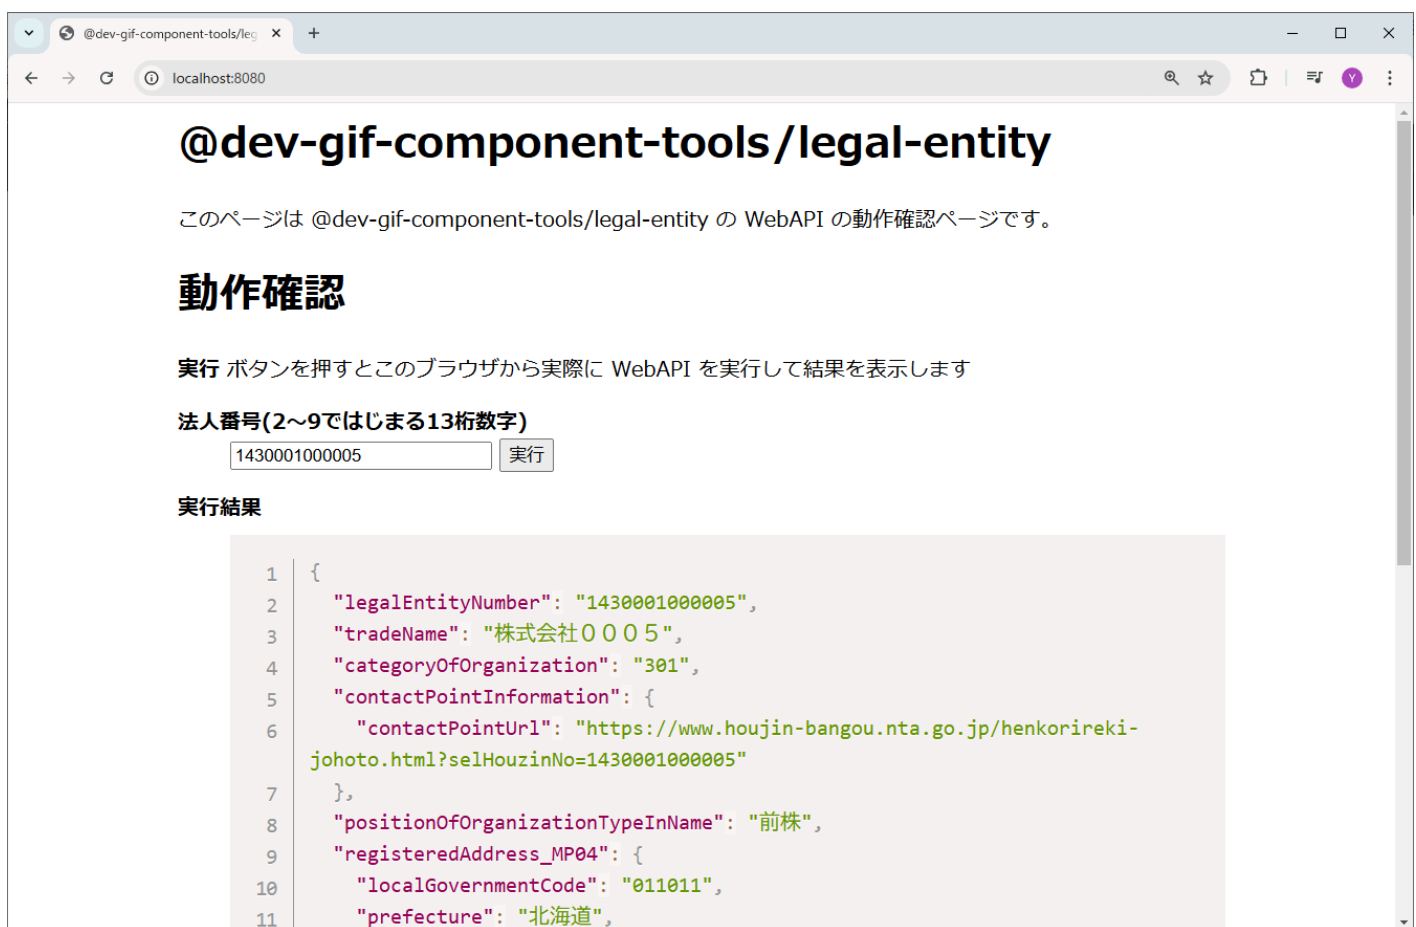 @dev-gif-component-tools/leg
localhost:8080
Y
@dev-gif-component-tools/legal-entity
このページは @dev-gif-component-tools/legal-entity の WebAPI の動作確認ページです。
動作確認
実行 ボタンを押すとこのブラウザから実際に WebAPI を実行して結果を表示します
法人番号(2～9ではじまる13桁数字)
1430001000005 実行
実行結果
1 {
2 "legalEntityNumber": "1430001000005",
3 "tradeName": "株式会社０００５",
4 "categoryOfOrganization": "301",
5 "contactPointInformation": {
6 "contactPointUrl": "https://www.houjin-bangou.nta.go.jp/henkorireki-
johoto.html?selHouzinNo=1430001000005"
7 },
8 "positionOfOrganizationTypeInName": "前株",
9 "registeredAddress_MP04": {
10 "localGovernmentCode": "011011",
11 "prefecture": "北海道",